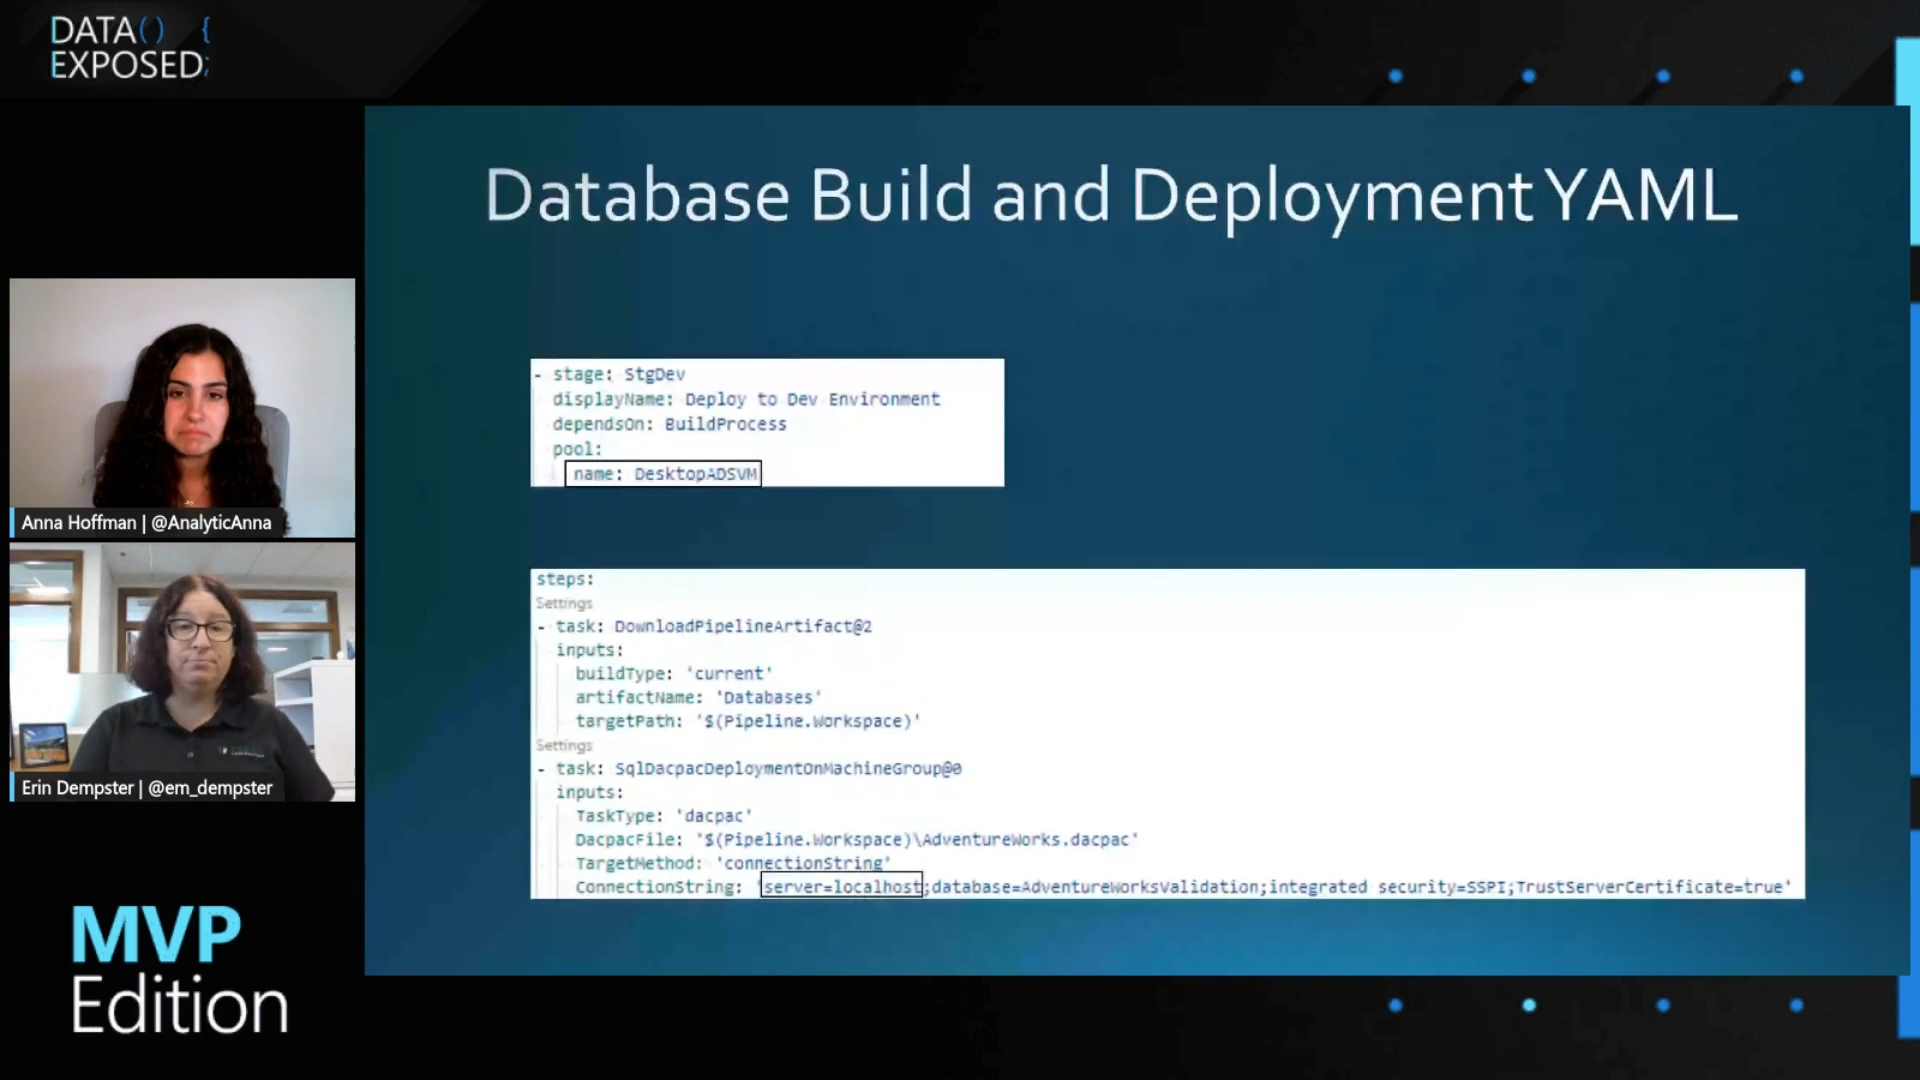 DATA() {
EXPOSED;
Database Build and Deployment YAML
- stage: StgDev
displayName: Deploy to Dev Environment
dependsOn: BuildProcess
pool:
name: DesktopADSVM
Anna Hoffman | @AnalyticAnna
steps:
Settings
- task: DownloadPipelineArtifact@2
inputs:
buildType: 'current'
artifactName: 'Databases'
targetPath: '$(Pipeline.Workspace)'
Settings
- task: SqlDacpacDeploymentOnMachineGroup@0
inputs:
TaskType: 'dacpac'
DacpacFile: '$(Pipeline.Workspace)\AdventureWorks.dacpac'
TargetMethod: 'connectionString'
ConnectionString: 'server=localhost;database=AdventureWorksValidation;integrated security=SSPI;TrustServerCertificate=true'
Erin Dempster | @em_dempster
MVP
Edition